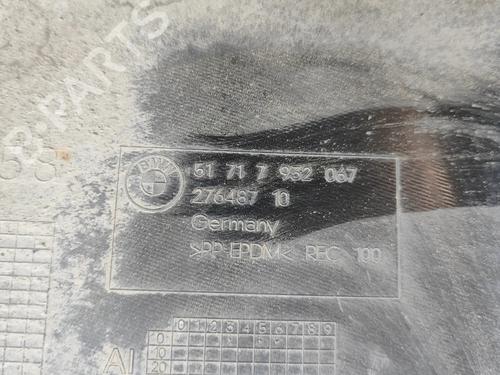 B-PARTS
BMW
51 71 7 952 067
276487 10
Germany
>PP EPDM< REC 100
0 1 2 3 4 5 6 7 8 9
0
10
20
AI